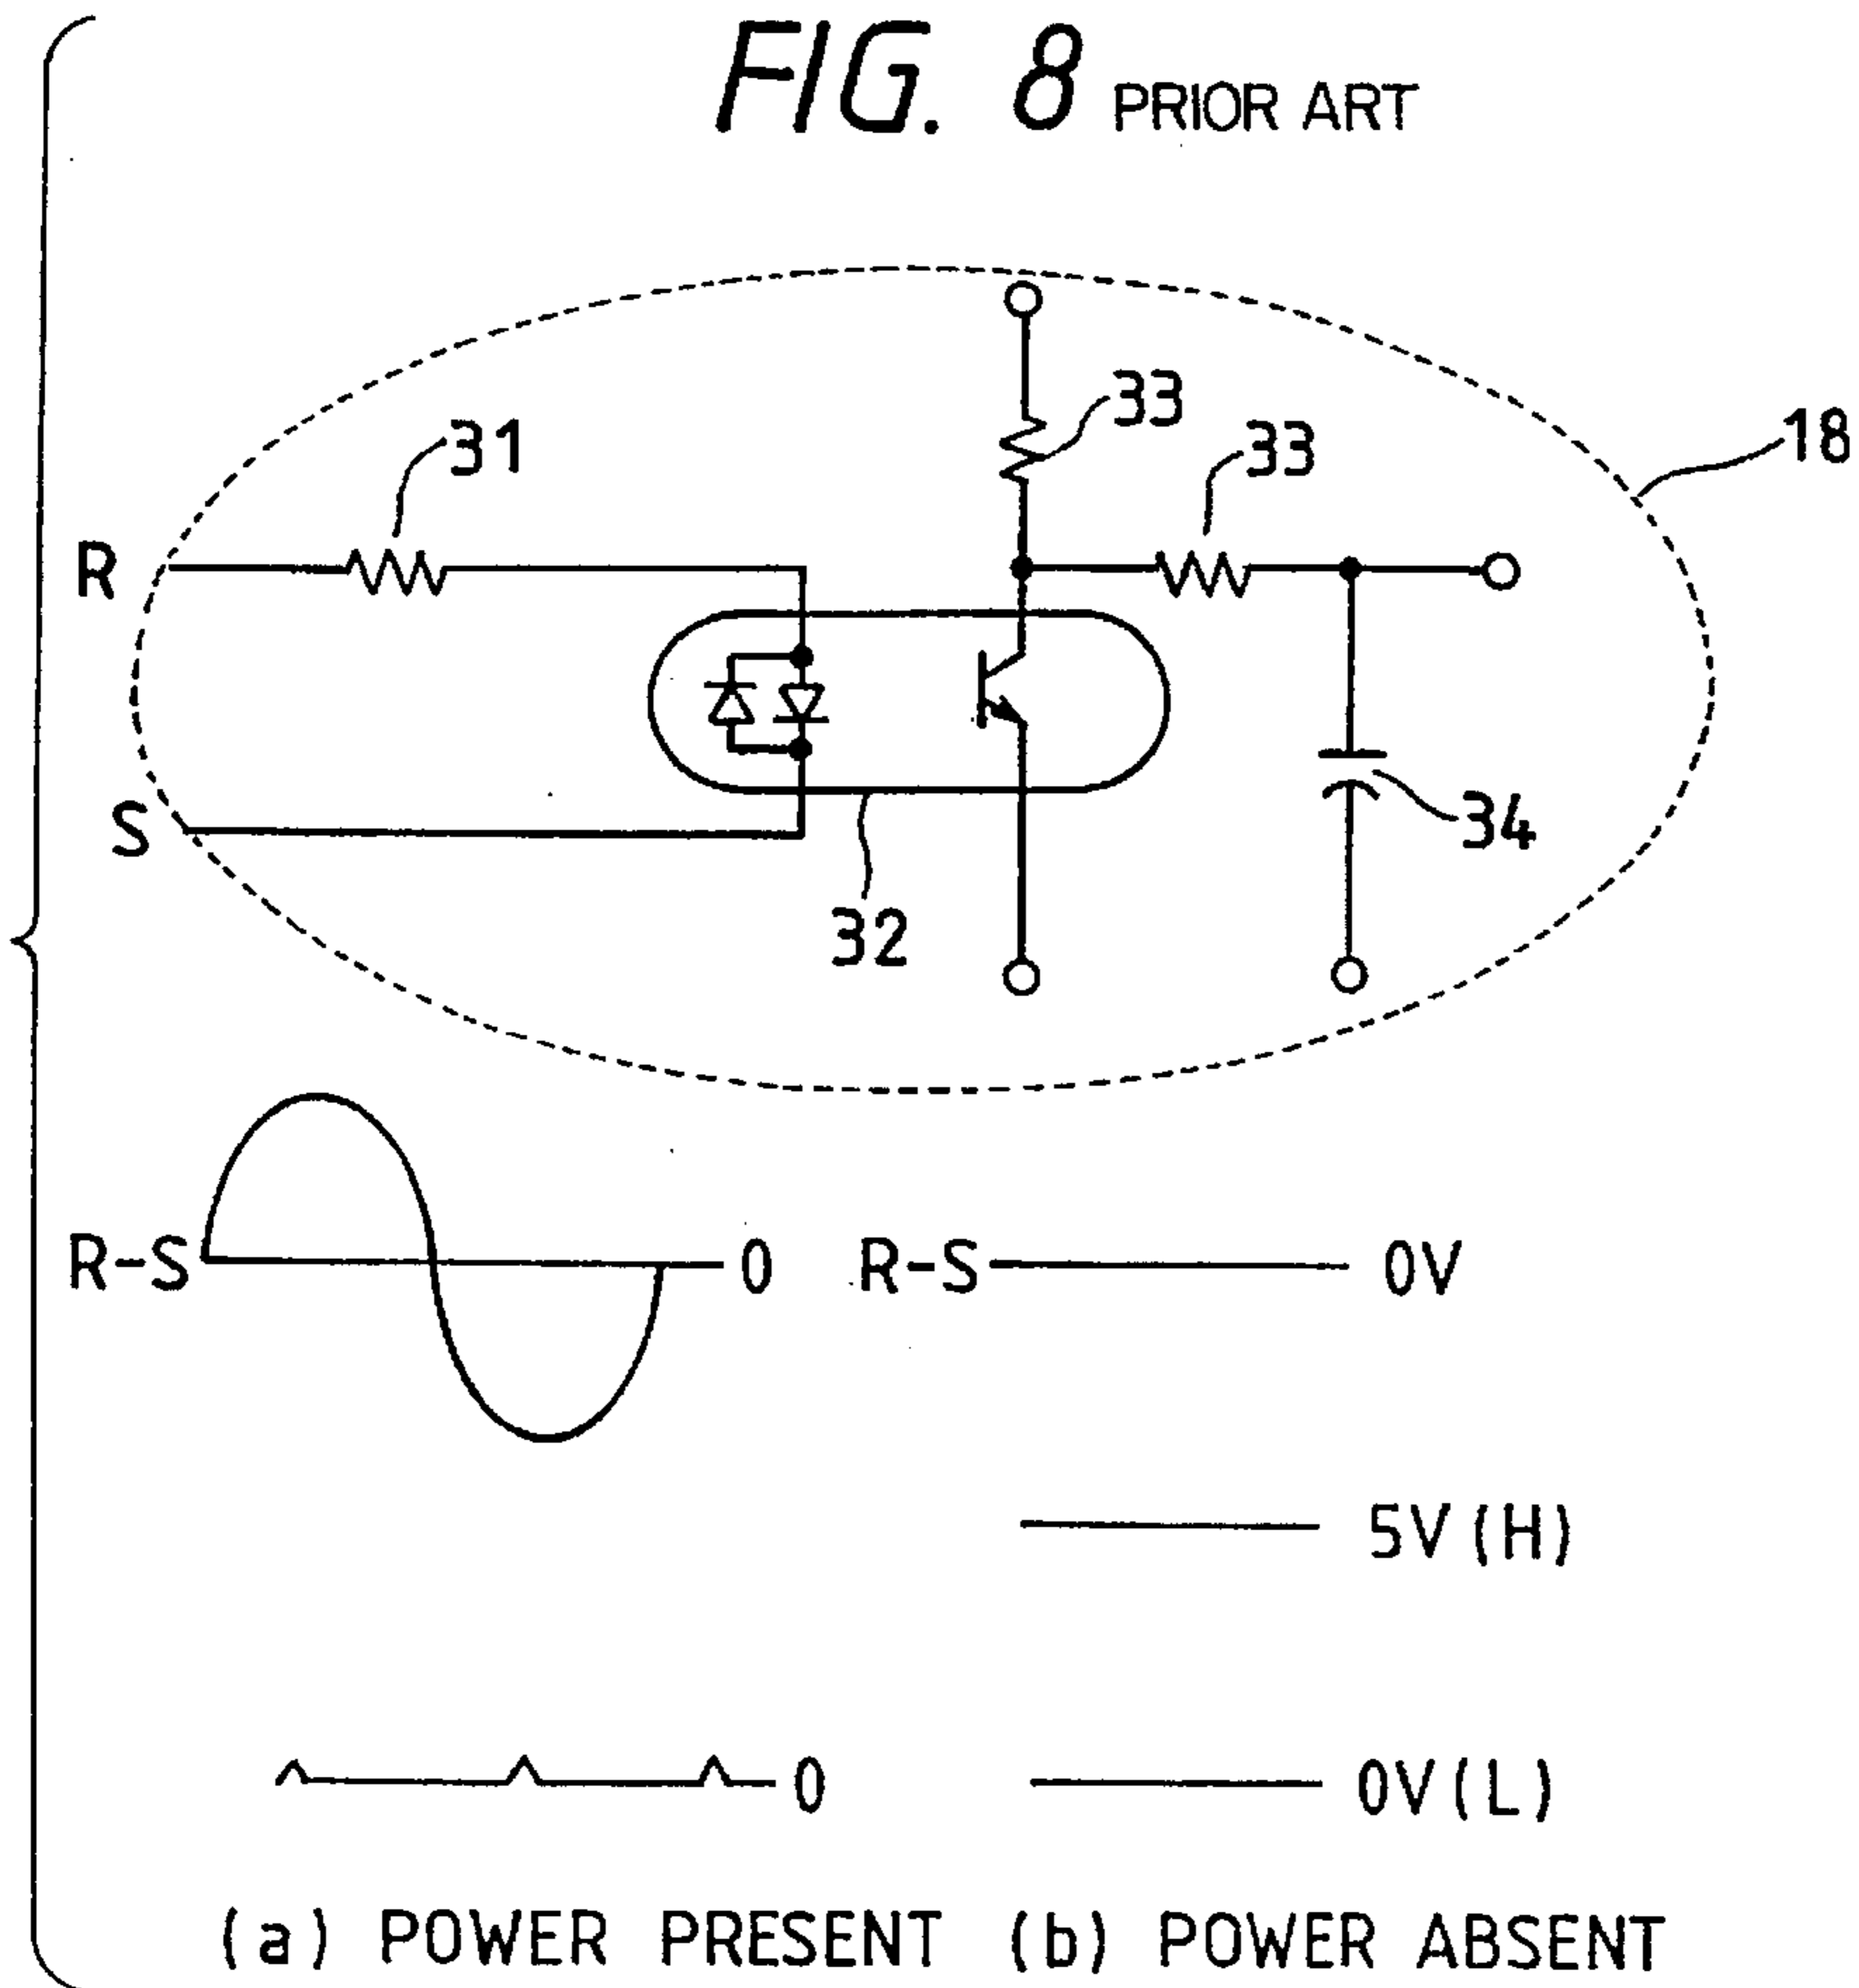 FIG. 8 PRIOR ART
33
31
33
18
R
S
34
32
R-S
0
R-S
0V
5V(H)
0
0V(L)
(a) POWER PRESENT
(b) POWER ABSENT